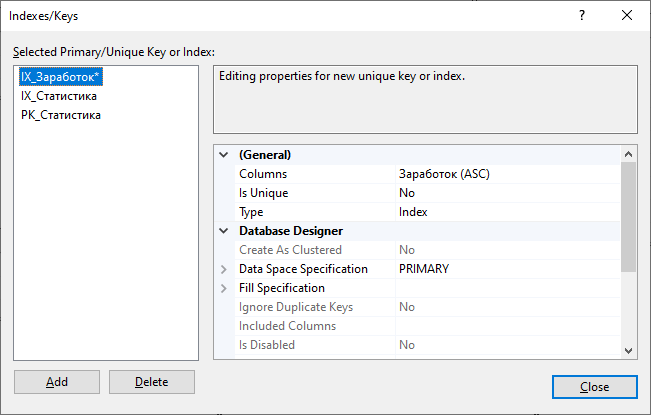 Indexes/Keys
?
Selected Primary/Unique Key or Index:
IX_Заработок*
IX_Статистика
PK_Статистика
Editing properties for new unique key or index.
(General)
Columns Заработок (ASC)
Is Unique No
Type Index
Database Designer
Create As Clustered No
Data Space Specification PRIMARY
Fill Specification
Ignore Duplicate Keys No
Included Columns
Is Disabled No
Add Delete
Close